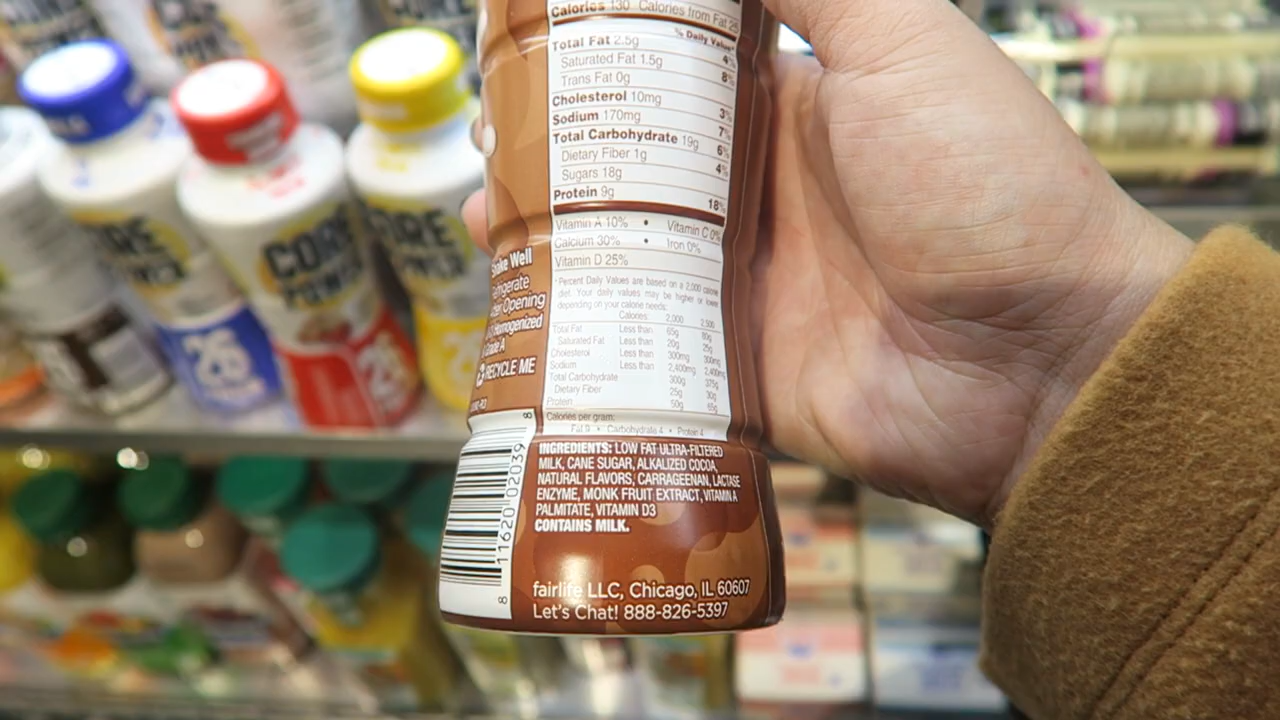 Calories 130 Calories from Fat 25
% Daily Value*
Total Fat 2.5g 4%
Saturated Fat 1.5g 8%
Trans Fat 0g
Cholesterol 10mg 3%
Sodium 170mg 7%
Total Carbohydrate 19g 6%
Dietary Fiber 1g 4%
Sugars 18g
Protein 9g 18%
Vitamin A 10% • Vitamin C 0%
Calcium 30% • Iron 0%
Vitamin D 25%
*Percent Daily Values are based on a 2,000 calorie
diet. Your daily values may be higher or lower
depending on your calorie needs:
Calories: 2,000 2,500
Total Fat Less than 65g 80g
Saturated Fat Less than 20g 25g
Cholesterol Less than 300mg 300mg
Sodium Less than 2,400mg 2,400mg
Total Carbohydrate 300g 375g
Dietary Fiber 25g 30g
Protein 50g 65g
Calories per gram:
Fat 9 • Carbohydrate 4 • Protein 4
Shake Well
Refrigerate
After Opening
Homogenized
Grade A
RECYCLE ME
8 11620 02039 8
INGREDIENTS: LOW FAT ULTRA-FILTERED
MILK, CANE SUGAR, ALKALIZED COCOA,
NATURAL FLAVORS, CARRAGEENAN, LACTASE
ENZYME, MONK FRUIT EXTRACT, VITAMIN A
PALMITATE, VITAMIN D3
CONTAINS MILK.
fairlife LLC, Chicago, IL 60607
Let's Chat! 888-826-5397
CORE
POWER
26
CORE
POWER
26
CORE
POWER
26